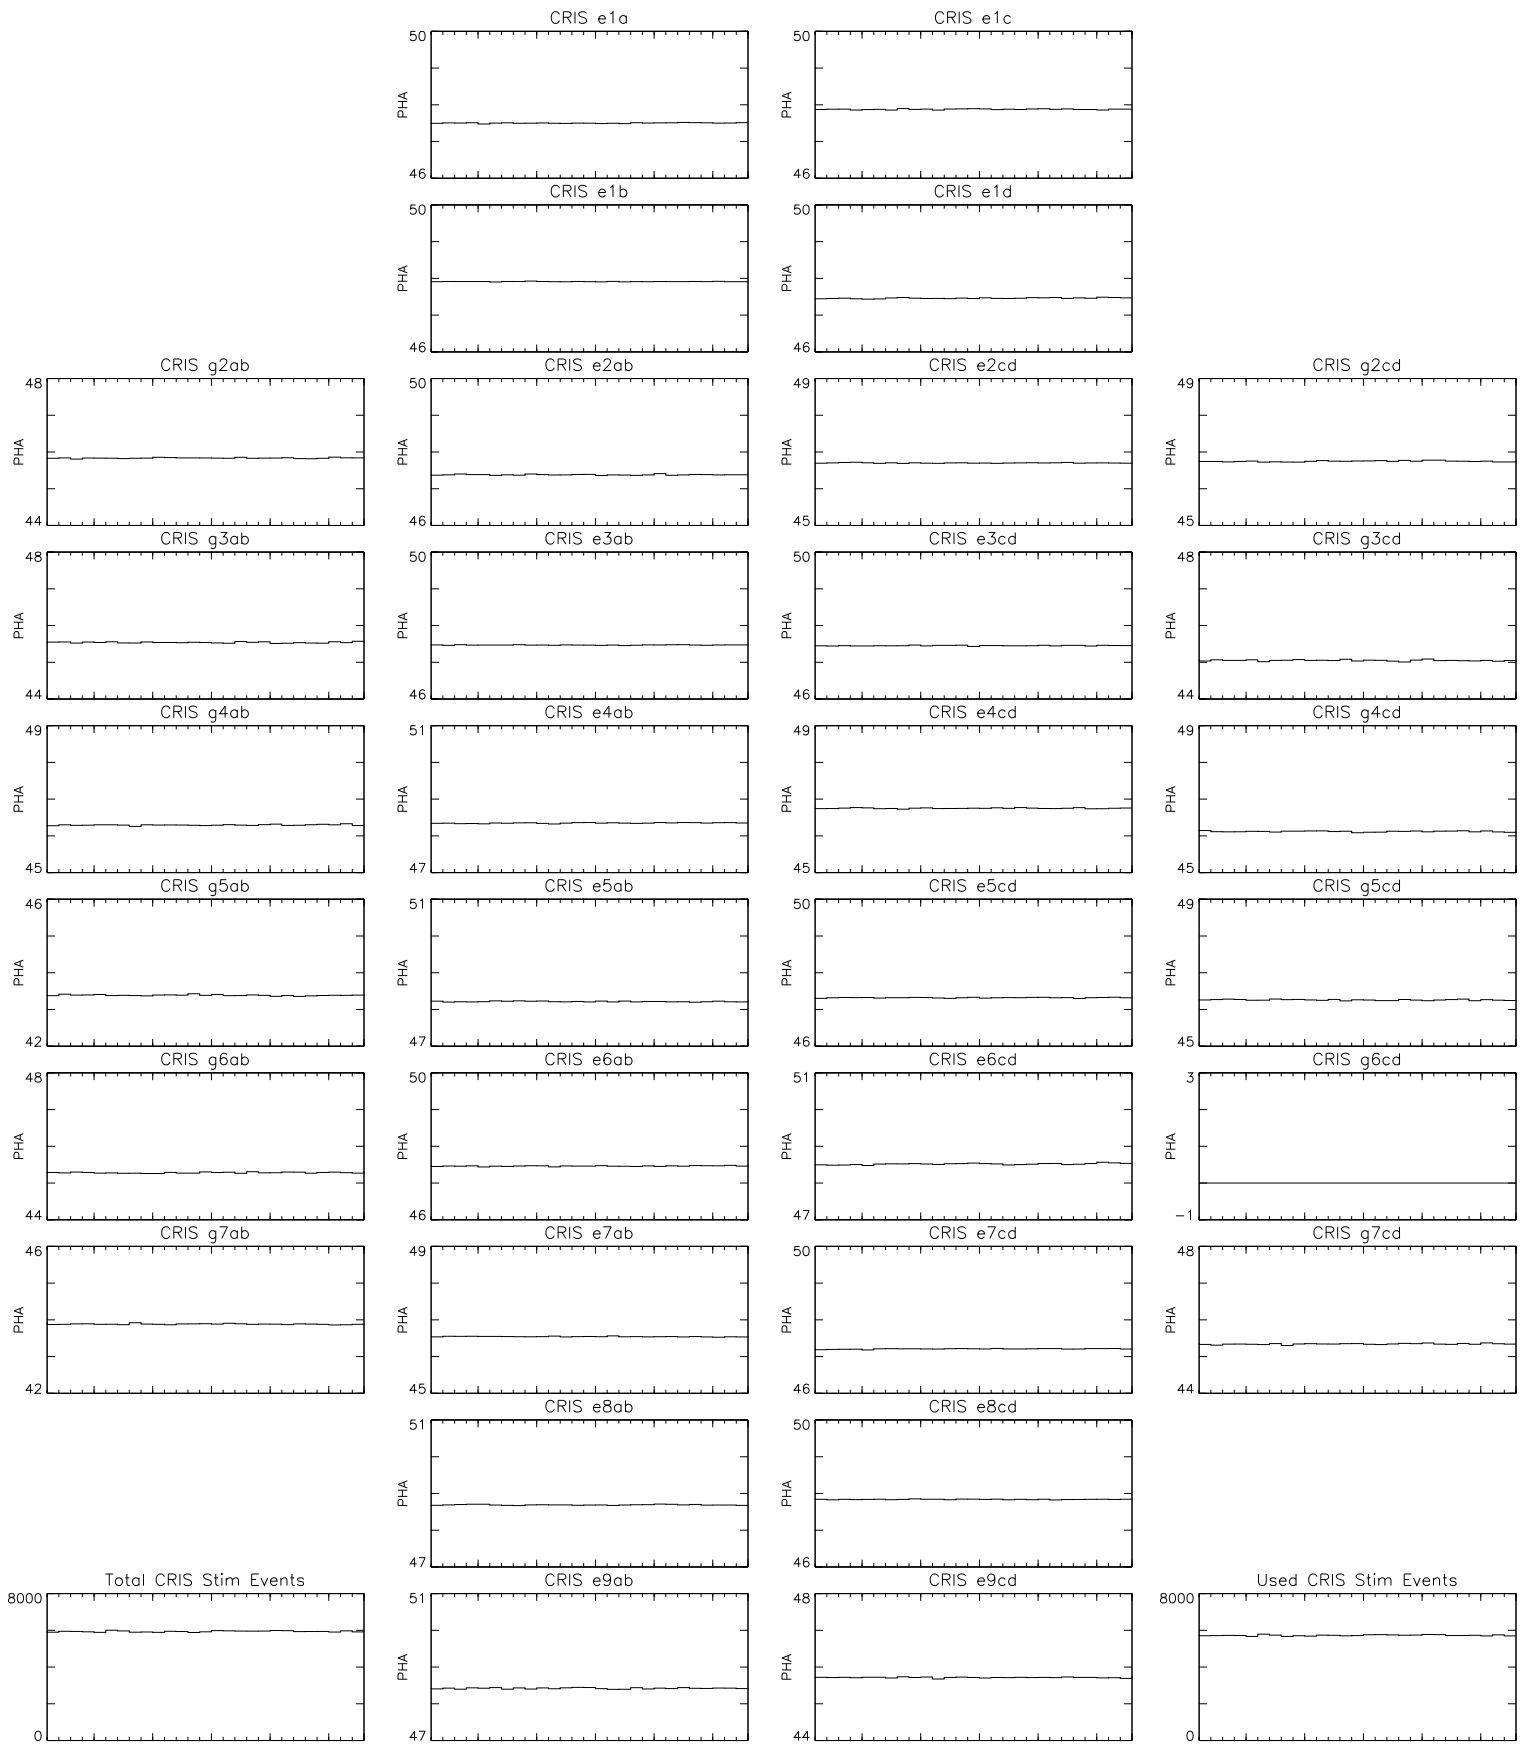 CRIS e1a
CRIS e1c
50
PHA
46
50
PHA
46
CRIS e1b
CRIS e1d
50
PHA
46
50
PHA
46
CRIS g2ab
CRIS e2ab
CRIS e2cd
CRIS g2cd
48
PHA
44
50
PHA
46
49
PHA
45
49
PHA
45
CRIS g3ab
CRIS e3ab
CRIS e3cd
CRIS g3cd
48
PHA
44
50
PHA
46
50
PHA
46
48
PHA
44
CRIS g4ab
CRIS e4ab
CRIS e4cd
CRIS g4cd
49
PHA
45
51
PHA
47
49
PHA
45
49
PHA
45
CRIS g5ab
CRIS e5ab
CRIS e5cd
CRIS g5cd
46
PHA
42
51
PHA
47
50
PHA
46
49
PHA
45
CRIS g6ab
CRIS e6ab
CRIS e6cd
CRIS g6cd
48
PHA
44
50
PHA
46
51
PHA
47
3
PHA
-1
CRIS g7ab
CRIS e7ab
CRIS e7cd
CRIS g7cd
46
PHA
42
49
PHA
45
50
PHA
46
48
PHA
44
CRIS e8ab
CRIS e8cd
51
PHA
47
50
PHA
46
Total CRIS Stim Events
CRIS e9ab
CRIS e9cd
Used CRIS Stim Events
8000
0
51
PHA
47
48
PHA
44
8000
0